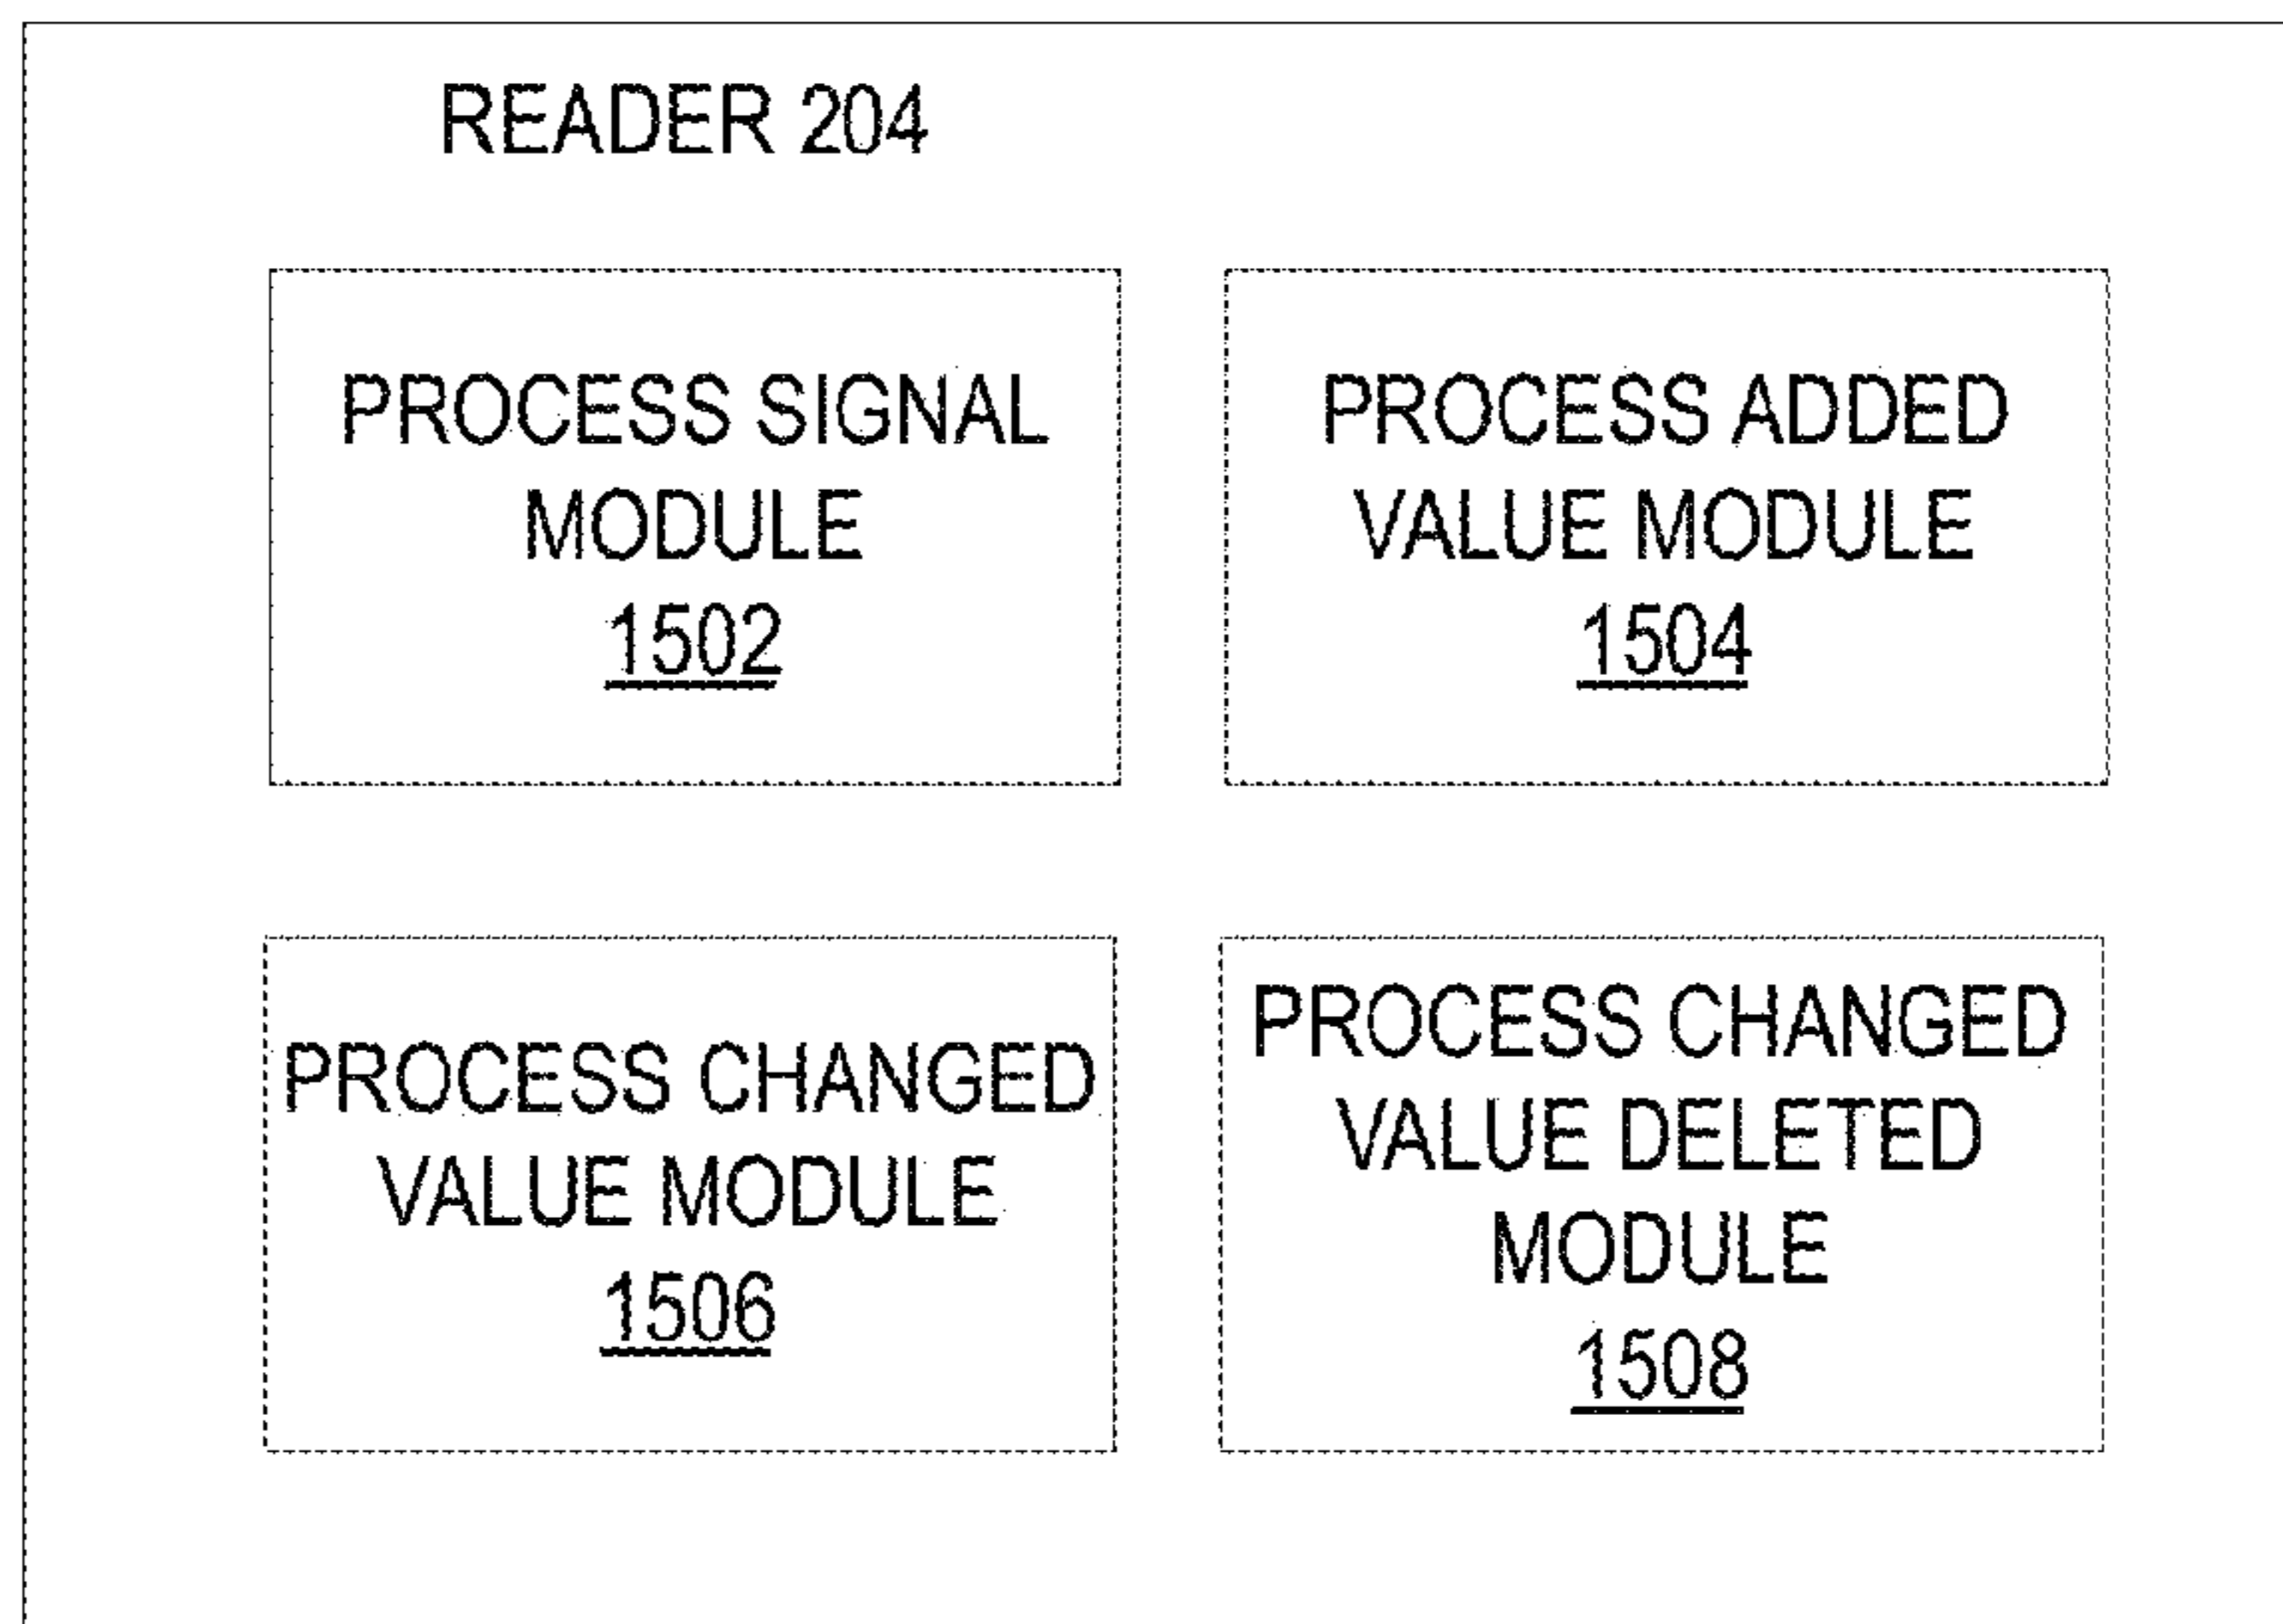 READER 204
PROCESS SIGNAL
MODULE
1502
PROCESS ADDED
VALUE MODULE
1504
PROCESS CHANGED
VALUE MODULE
1506
PROCESS CHANGED
VALUE DELETED
MODULE
1508